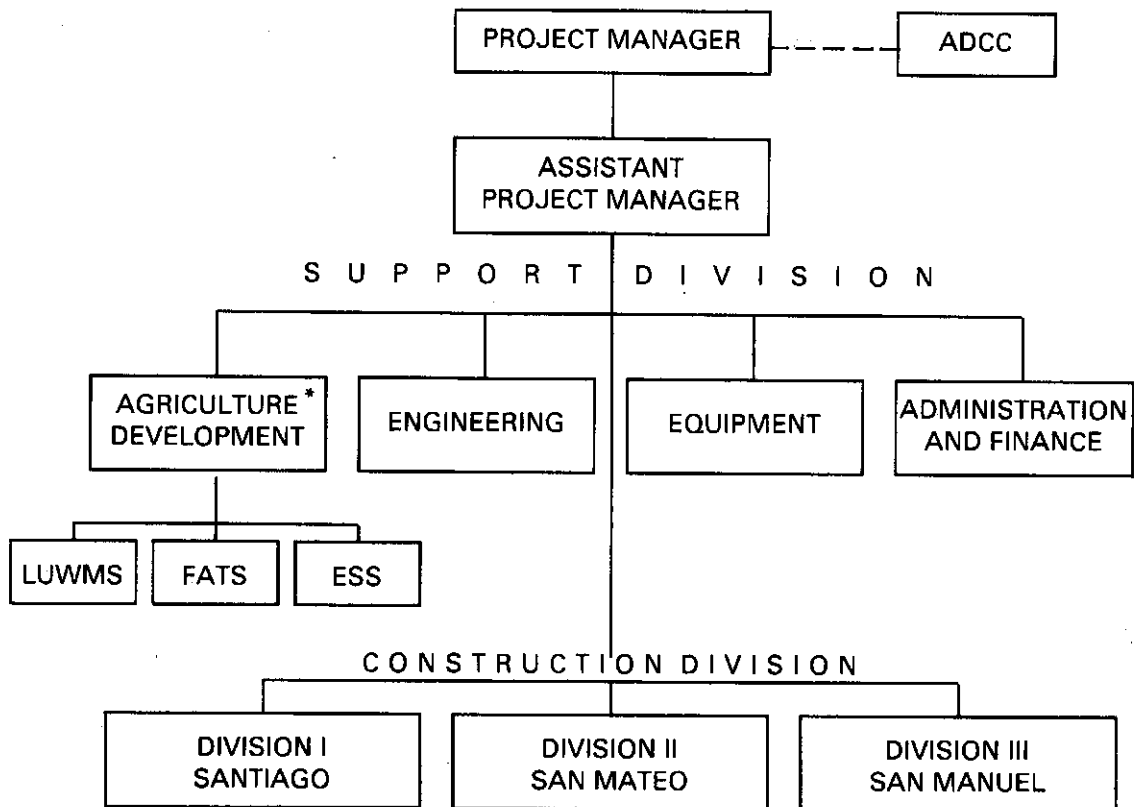 PROJECT MANAGER
ADCC
ASSISTANT
PROJECT MANAGER
SUPPORT DIVISION
AGRICULTURE*
DEVELOPMENT
ENGINEERING
EQUIPMENT
ADMINISTRATION
AND FINANCE
LUWMS
FATS
ESS
CONSTRUCTION DIVISION
DIVISION I
SANTIAGO
DIVISION II
SAN MATEO
DIVISION III
SAN MANUEL